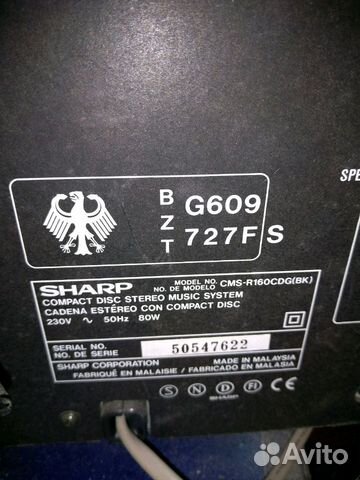 SPE
B
Z
T
G609
727F S
SHARP
MODEL NO.
NO. DE MODELO
CMS-R160CDG(BK)
COMPACT DISC STEREO MUSIC SYSTEM
CADENA ESTÉREO CON COMPACT DISC
230V ∿ 50Hz 80W
SERIAL NO.
NO. DE SERIE
50547622
SHARP CORPORATION
MADE IN MALAYSIA
FABRIQUÉ EN MALAISIE / FABRICADO EN MALASIA
S N D FI CE
Avito